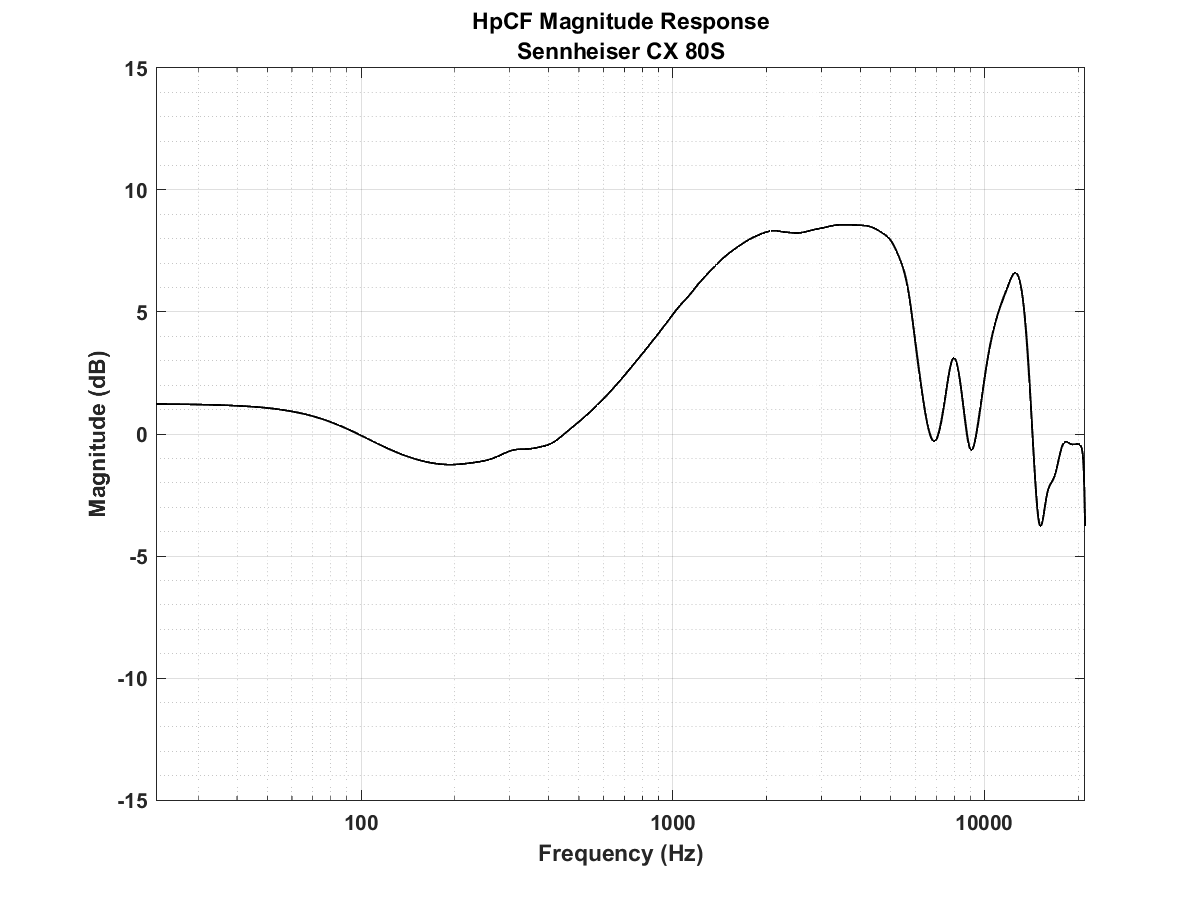 HpCF Magnitude Response
Sennheiser CX 80S
15
10
5
0
-5
-10
-15
Magnitude (dB)
100 1000 10000
Frequency (Hz)